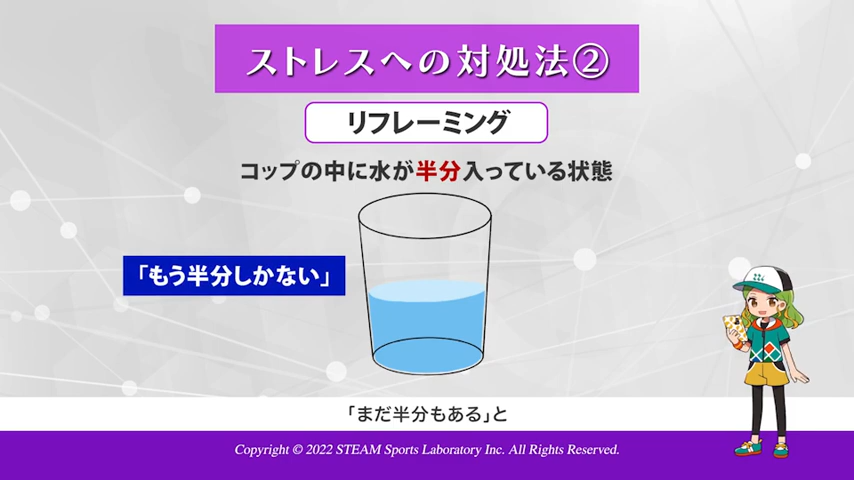 ストレスへの対処法②
リフレーミング
コップの中に水が半分入っている状態
「もう半分しかない」
「まだ半分もある」と
Copyright © 2022 STEAM Sports Laboratory Inc. All Rights Reserved.